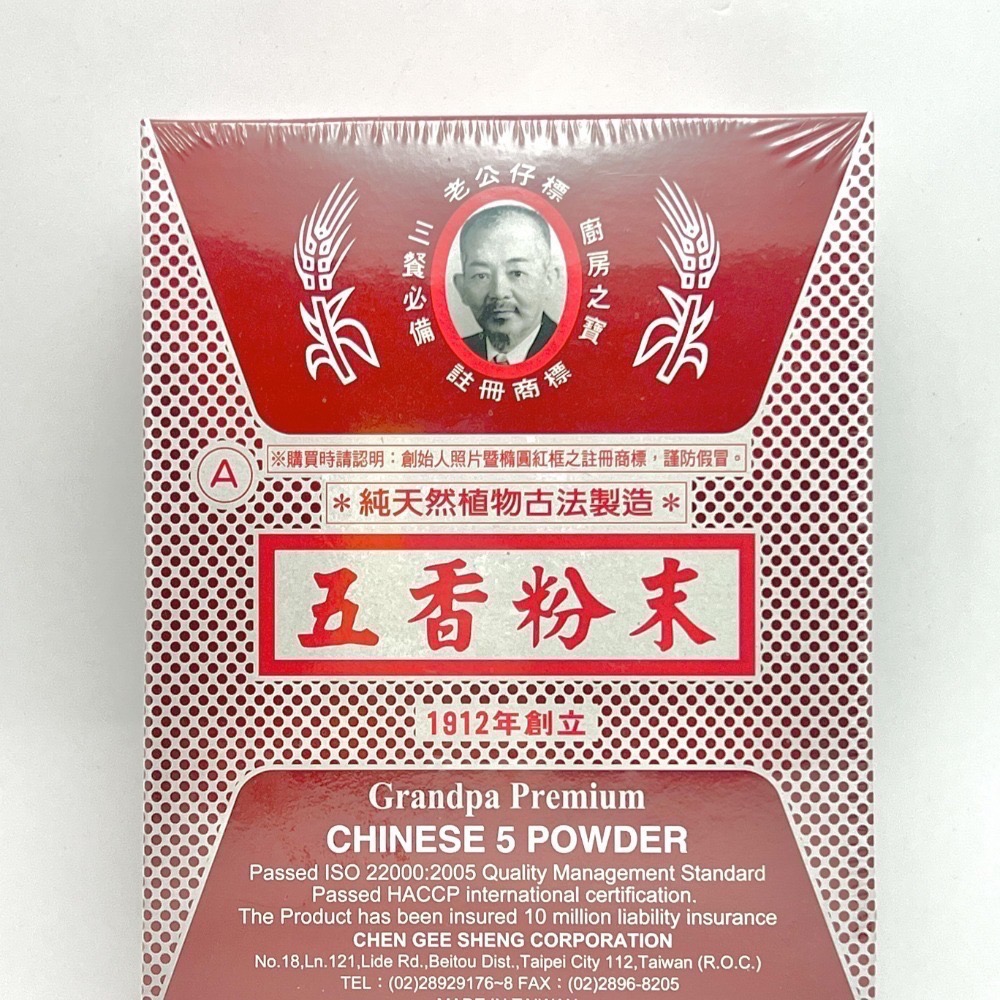 老公仔標
三餐必備
廚房之寶
註冊商標
A
※購買時請認明：創始人照片暨橢圓紅框之註冊商標，謹防假冒。
＊純天然植物古法製造＊
五香粉末
1912年創立
Grandpa Premium
CHINESE 5 POWDER
Passed ISO 22000:2005 Quality Management Standard
Passed HACCP international certification.
The Product has been insured 10 million liability insurance
CHEN GEE SHENG CORPORATION
No.18,Ln.121,Lide Rd.,Beitou Dist.,Taipei City 112,Taiwan (R.O.C.)
TEL：(02)28929176~8 FAX：(02)2896-8205
MADE IN TAIWAN